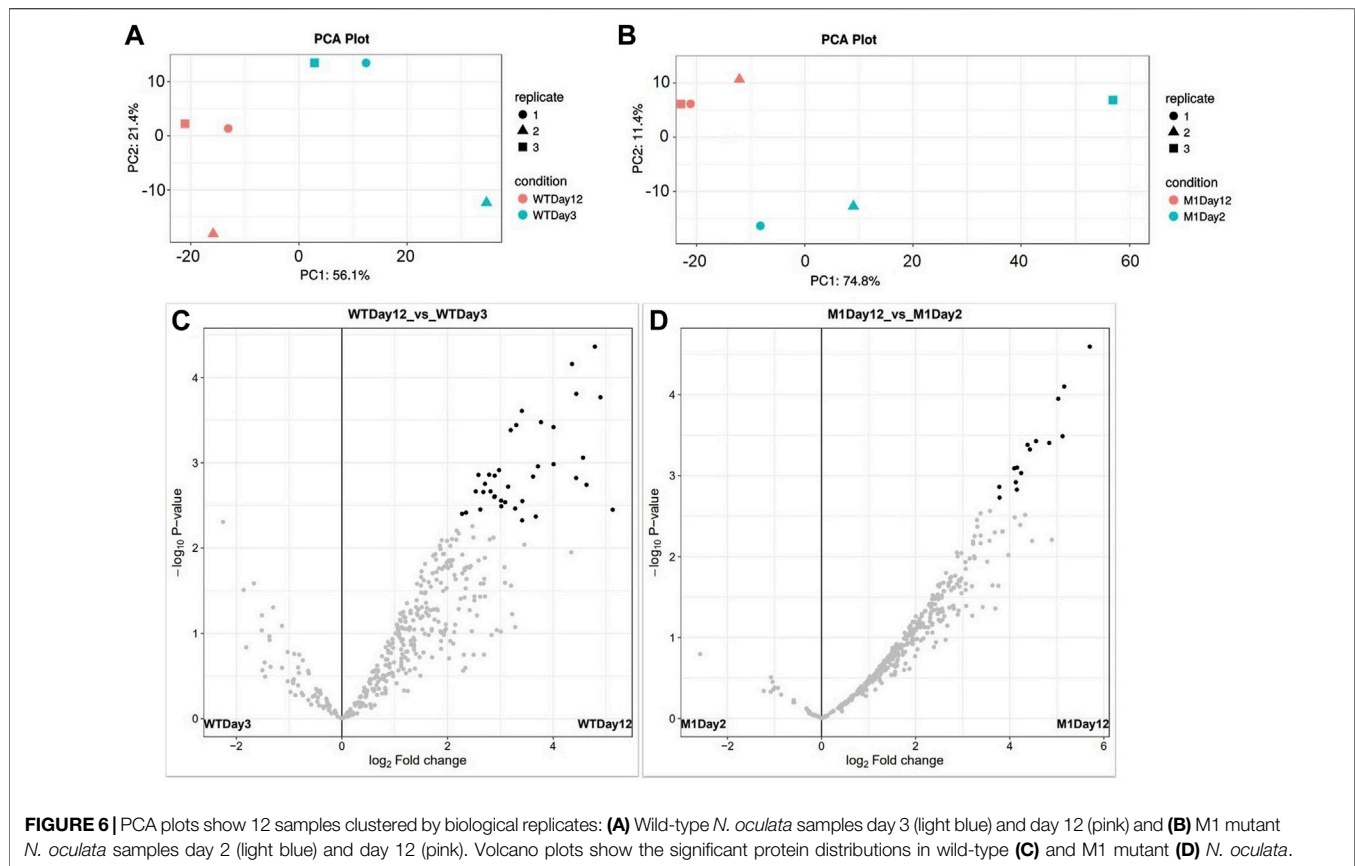 A
PCA Plot
PC2: 21.4%
10
0
-10
-20
0
20
PC1: 56.1%
replicate
1
2
3
condition
WTDay12
WTDay3
B
PCA Plot
PC2: 11.4%
10
0
-10
-20
0
20
40
60
PC1: 74.8%
replicate
1
2
3
condition
M1Day12
M1Day2
C
WTDay12_vs_WTDay3
−log10 P−value
4
3
2
1
0
WTDay3
WTDay12
−2
0
2
4
log2 Fold change
D
M1Day12_vs_M1Day2
−log10 P−value
4
3
2
1
0
M1Day2
M1Day12
−2
0
2
4
6
log2 Fold change
FIGURE 6 | PCA plots show 12 samples clustered by biological replicates: (A) Wild-type N. oculata samples day 3 (light blue) and day 12 (pink) and (B) M1 mutant
N. oculata samples day 2 (light blue) and day 12 (pink). Volcano plots show the significant protein distributions in wild-type (C) and M1 mutant (D) N. oculata.